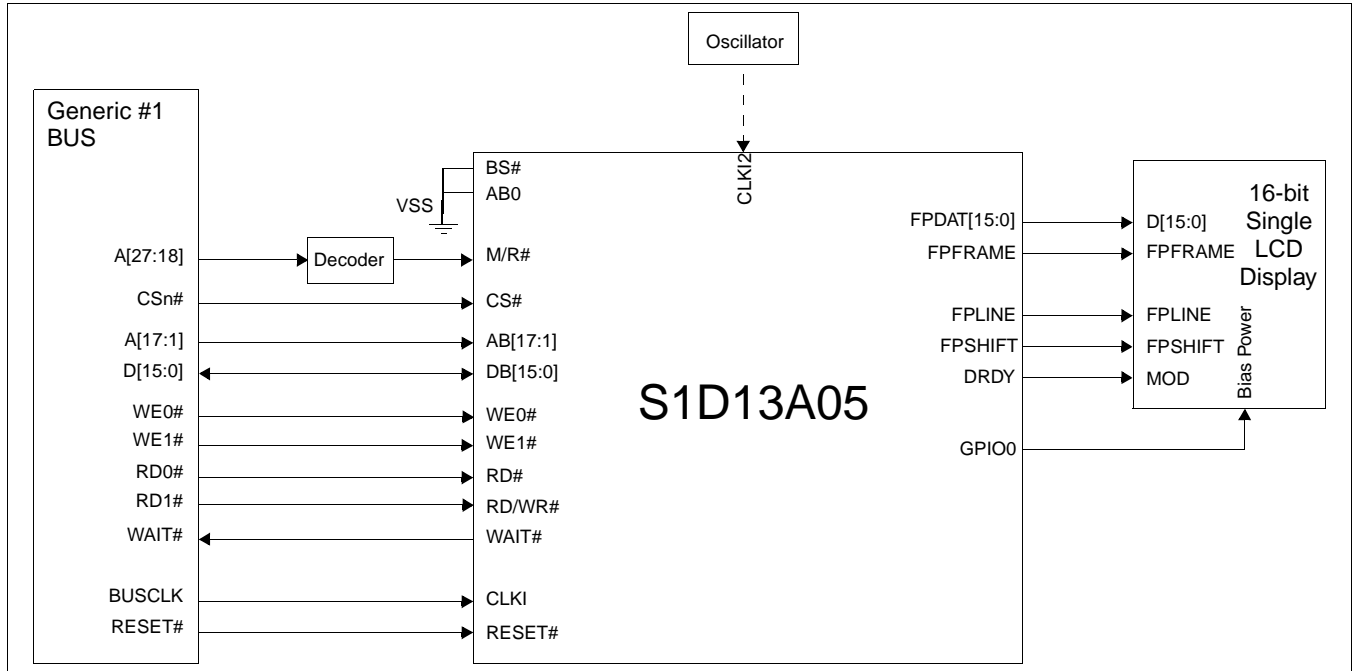 Oscillator
Generic #1
BUS
A[27:18]
CSn#
A[17:1]
D[15:0]
WE0#
WE1#
RD0#
RD1#
WAIT#
BUSCLK
RESET#
VSS
Decoder
BS#
AB0
M/R#
CS#
AB[17:1]
DB[15:0]
WE0#
WE1#
RD#
RD/WR#
WAIT#
CLKI
RESET#
CLKI2
S1D13A05
FPDAT[15:0]
FPFRAME
FPLINE
FPSHIFT
DRDY
GPIO0
D[15:0]
FPFRAME
FPLINE
FPSHIFT
MOD
16-bit
Single
LCD
Display
Bias Power